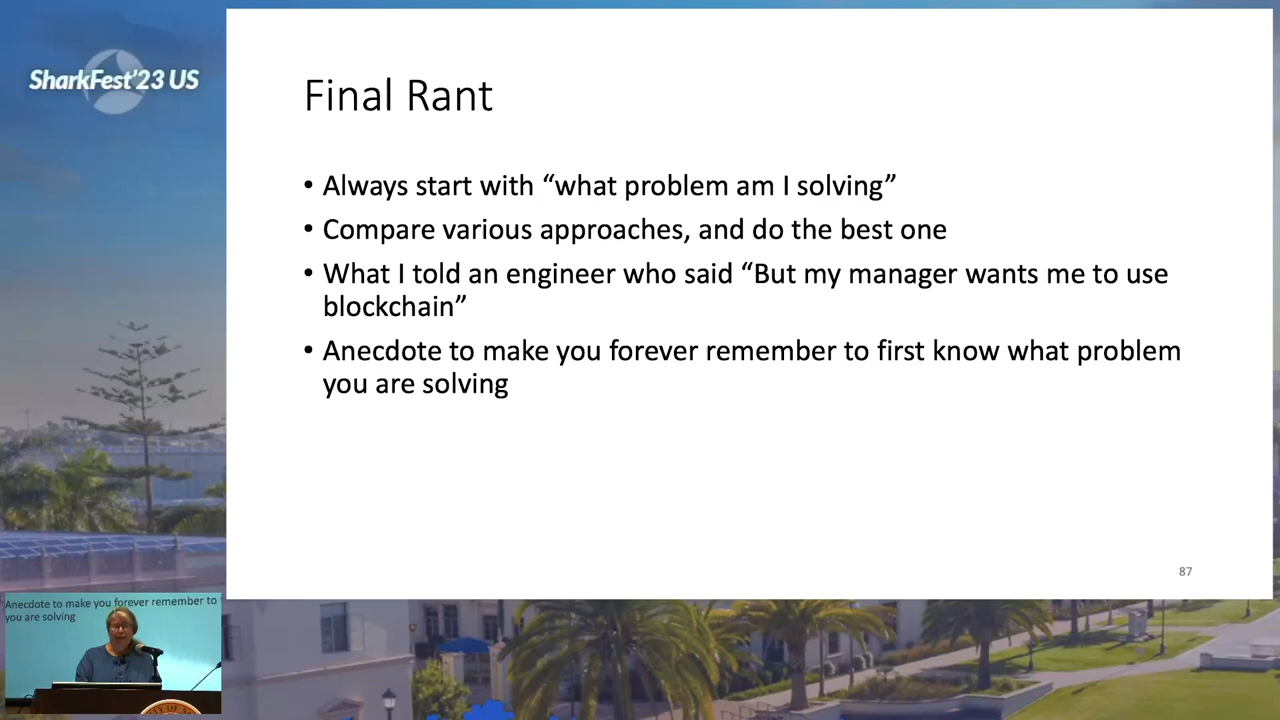 SharkFest'23 US
Final Rant
• Always start with “what problem am I solving”
• Compare various approaches, and do the best one
• What I told an engineer who said “But my manager wants me to use
blockchain”
• Anecdote to make you forever remember to first know what problem
you are solving
87
Anecdote to make you forever remember to
you are solving